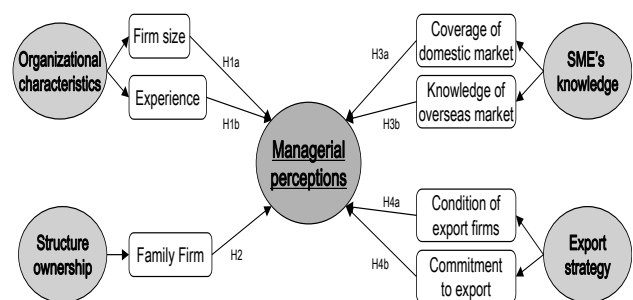 Organizational
characteristics
Firm size
Experience
H1a
H1b
Structure
ownership
Family Firm
H2
Managerial
perceptions
H3a
H3b
Coverage of
domestic market
Knowledge of
overseas market
SME's
knowledge
H4a
H4b
Condition of
export firms
Commitment
to export
Export
strategy